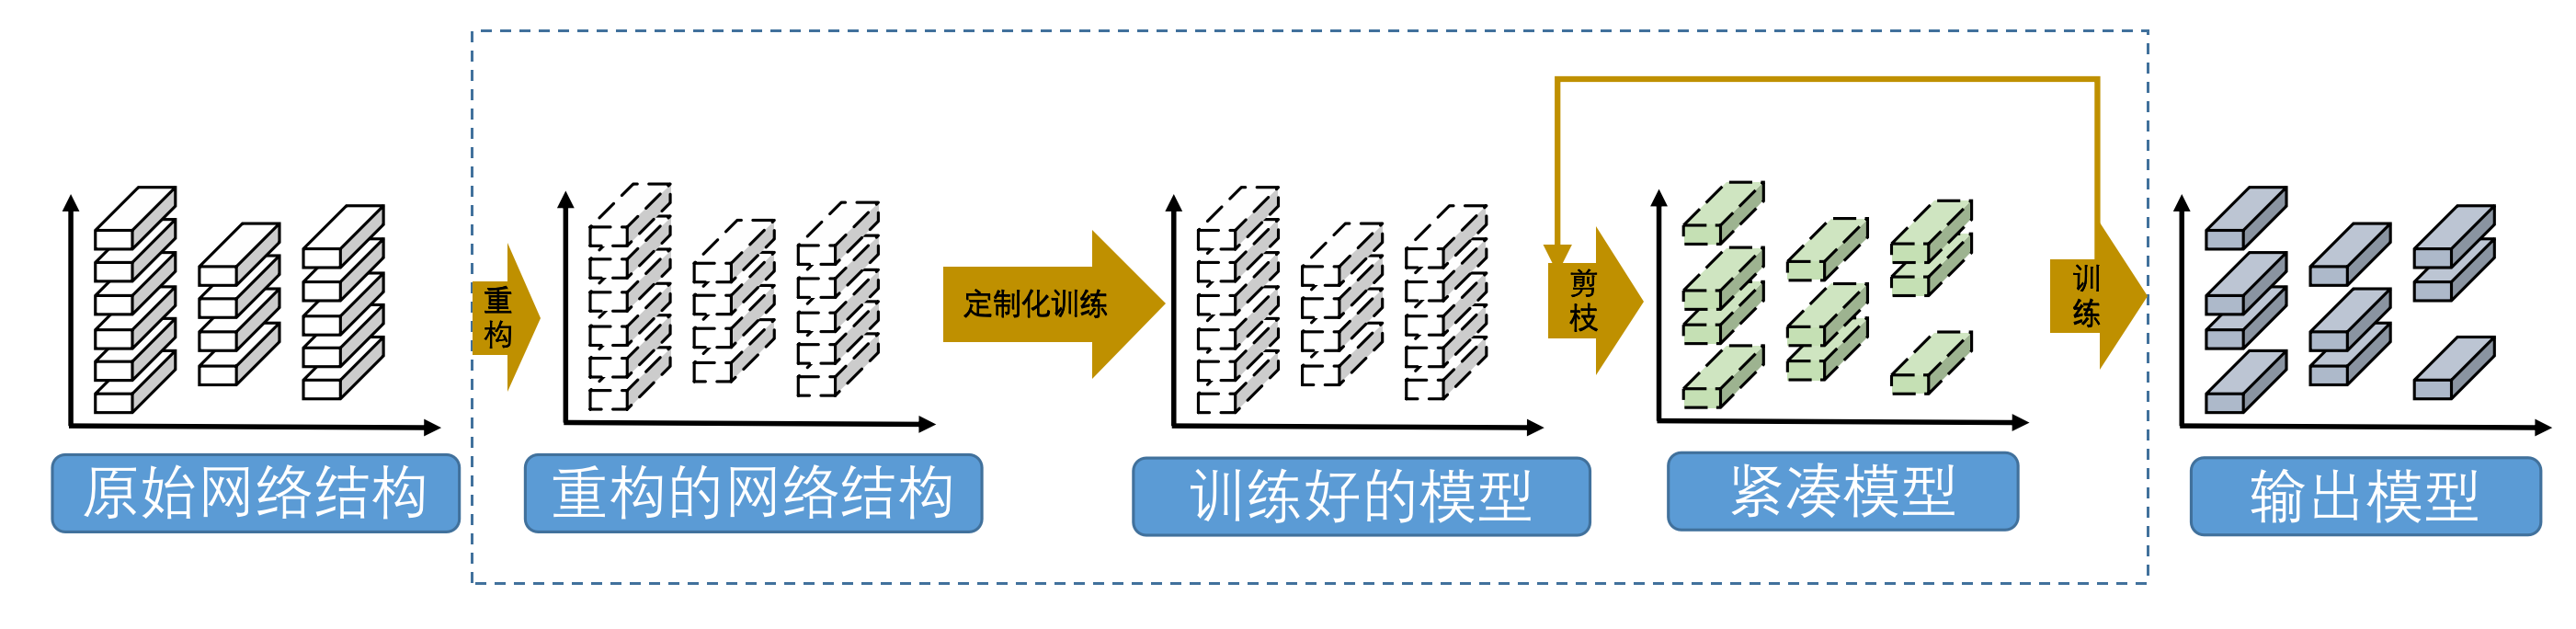 重
构
定制化训练
剪
枝
训
练
原始网络结构
重构的网络结构
训练好的模型
紧凑模型
输出模型